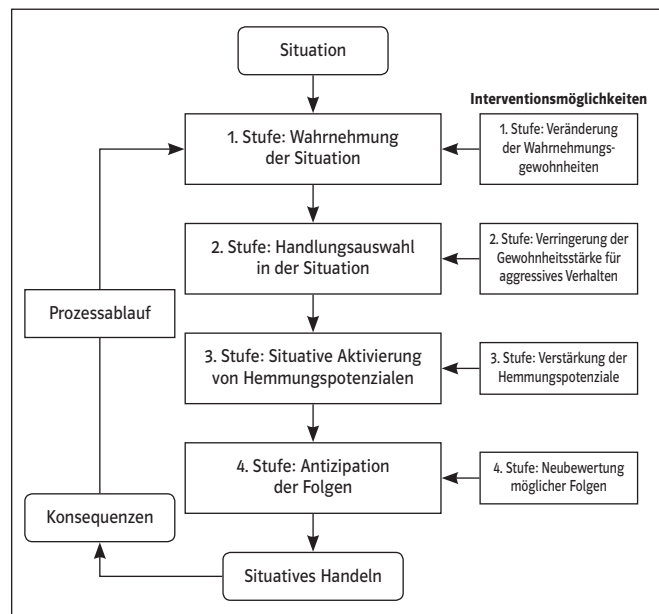 Situation
Interventionsmöglichkeiten
1. Stufe: Wahrnehmung
der Situation
1. Stufe: Veränderung
der Wahrnehmungs-
gewohnheiten
2. Stufe: Handlungsauswahl
in der Situation
2. Stufe: Verringerung der
Gewohnheitsstärke für
aggressives Verhalten
Prozessablauf
3. Stufe: Situative Aktivierung
von Hemmungspotenzialen
3. Stufe: Verstärkung der
Hemmungspotenziale
4. Stufe: Antizipation
der Folgen
4. Stufe: Neubewertung
möglicher Folgen
Konsequenzen
Situatives Handeln